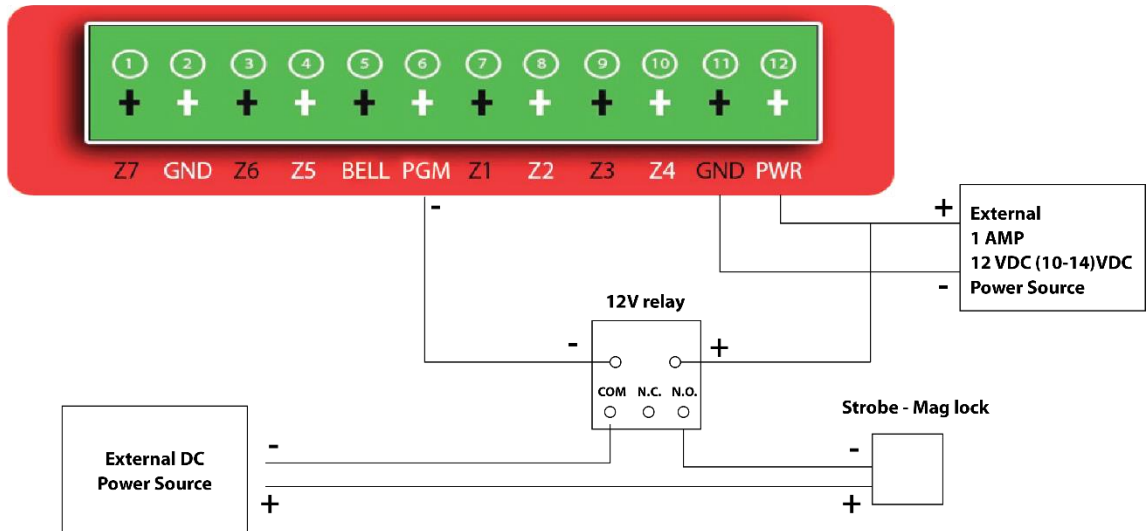 1 2 3 4 5 6 7 8 9 10 11 12
+ + + + + + + + + + + +
Z7 GND Z6 Z5 BELL PGM Z1 Z2 Z3 Z4 GND PWR
-
+
External
1 AMP
12 VDC (10-14)VDC
Power Source
-
12V relay
-
+
COM N.C. N.O.
Strobe - Mag lock
External DC
Power Source
-
+
-
+